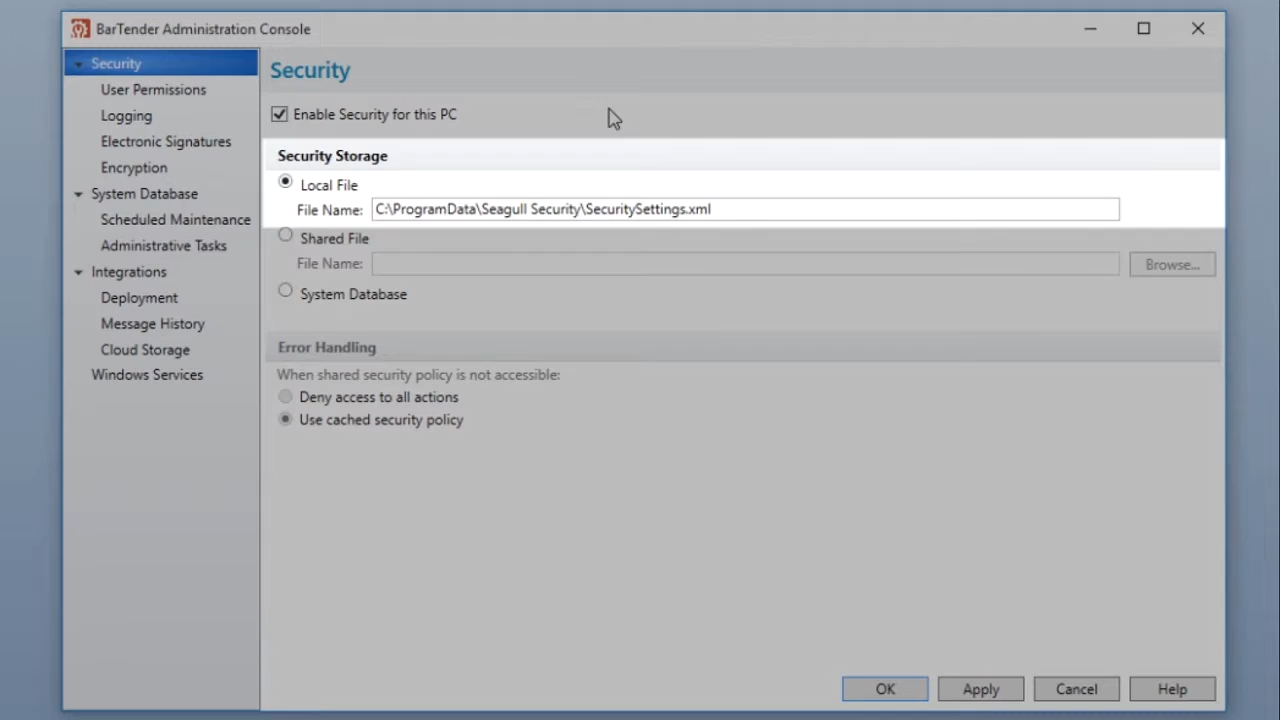 BarTender Administration Console
Security
User Permissions
Logging
Electronic Signatures
Encryption
System Database
Scheduled Maintenance
Administrative Tasks
Integrations
Deployment
Message History
Cloud Storage
Windows Services
Security
Enable Security for this PC
Security Storage
Local File
File Name: C:\ProgramData\Seagull Security\SecuritySettings.xml
Shared File
File Name: Browse...
System Database
Error Handling
When shared security policy is not accessible:
Deny access to all actions
Use cached security policy
OK Apply Cancel Help